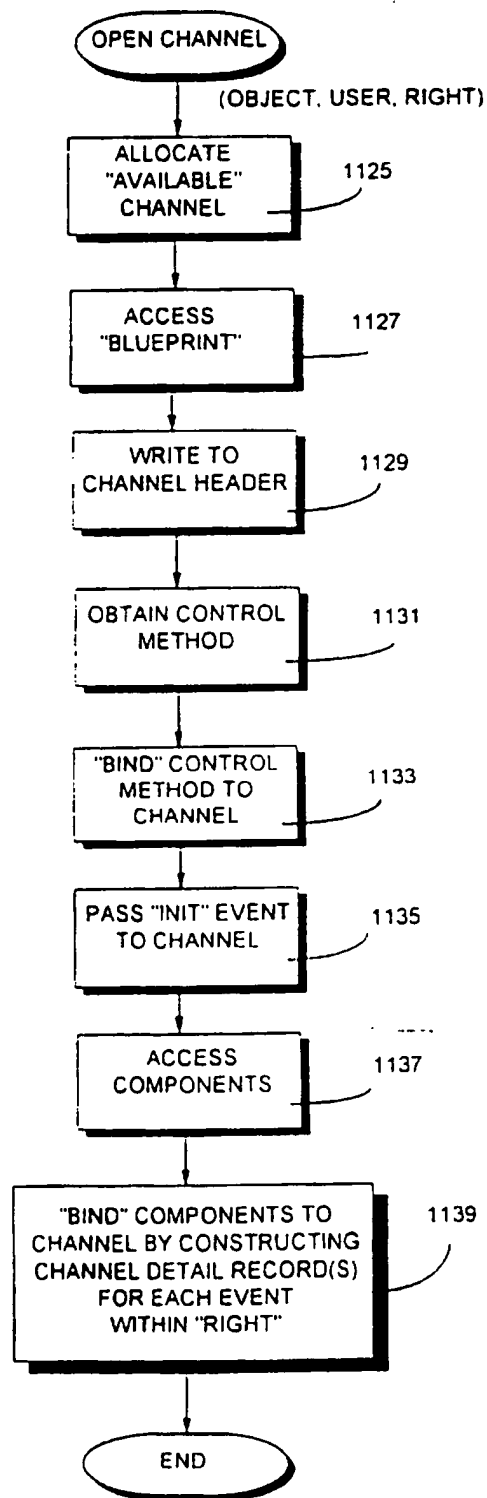 OPEN CHANNEL
(OBJECT, USER, RIGHT)
ALLOCATE
"AVAILABLE"
CHANNEL
1125
ACCESS
"BLUEPRINT"
1127
WRITE TO
CHANNEL HEADER
1129
OBTAIN CONTROL
METHOD
1131
"BIND" CONTROL
METHOD TO
CHANNEL
1133
PASS "INIT" EVENT
TO CHANNEL
1135
ACCESS
COMPONENTS
1137
"BIND" COMPONENTS TO
CHANNEL BY CONSTRUCTING
CHANNEL DETAIL RECORD(S)
FOR EACH EVENT
WITHIN "RIGHT"
1139
END